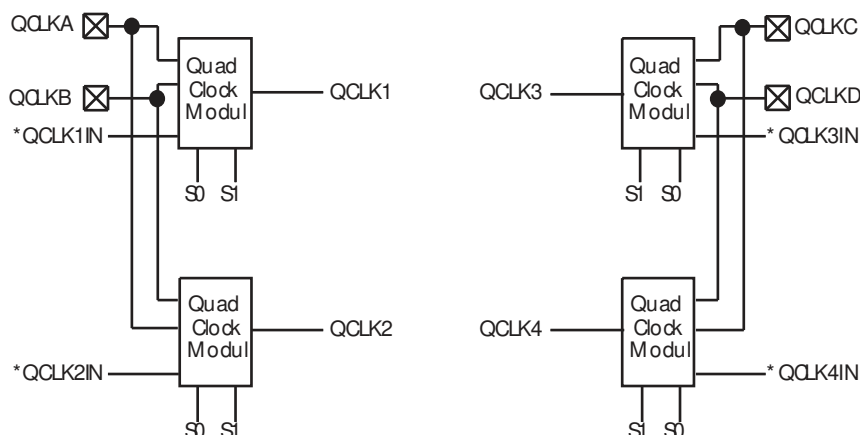 QCLKA
QCLKC
Quad
Clock
Modul
Quad
Clock
Modul
QCLKB
QCLK1
QCLK3
QCLKD
*QCLK1IN
*QCLK3IN
S0 S1
S1 S0
Quad
Clock
Modul
Quad
Clock
Modul
QCLK2
QCLK4
*QCLK2IN
*QCLK4IN
S0 S1
S1 S0